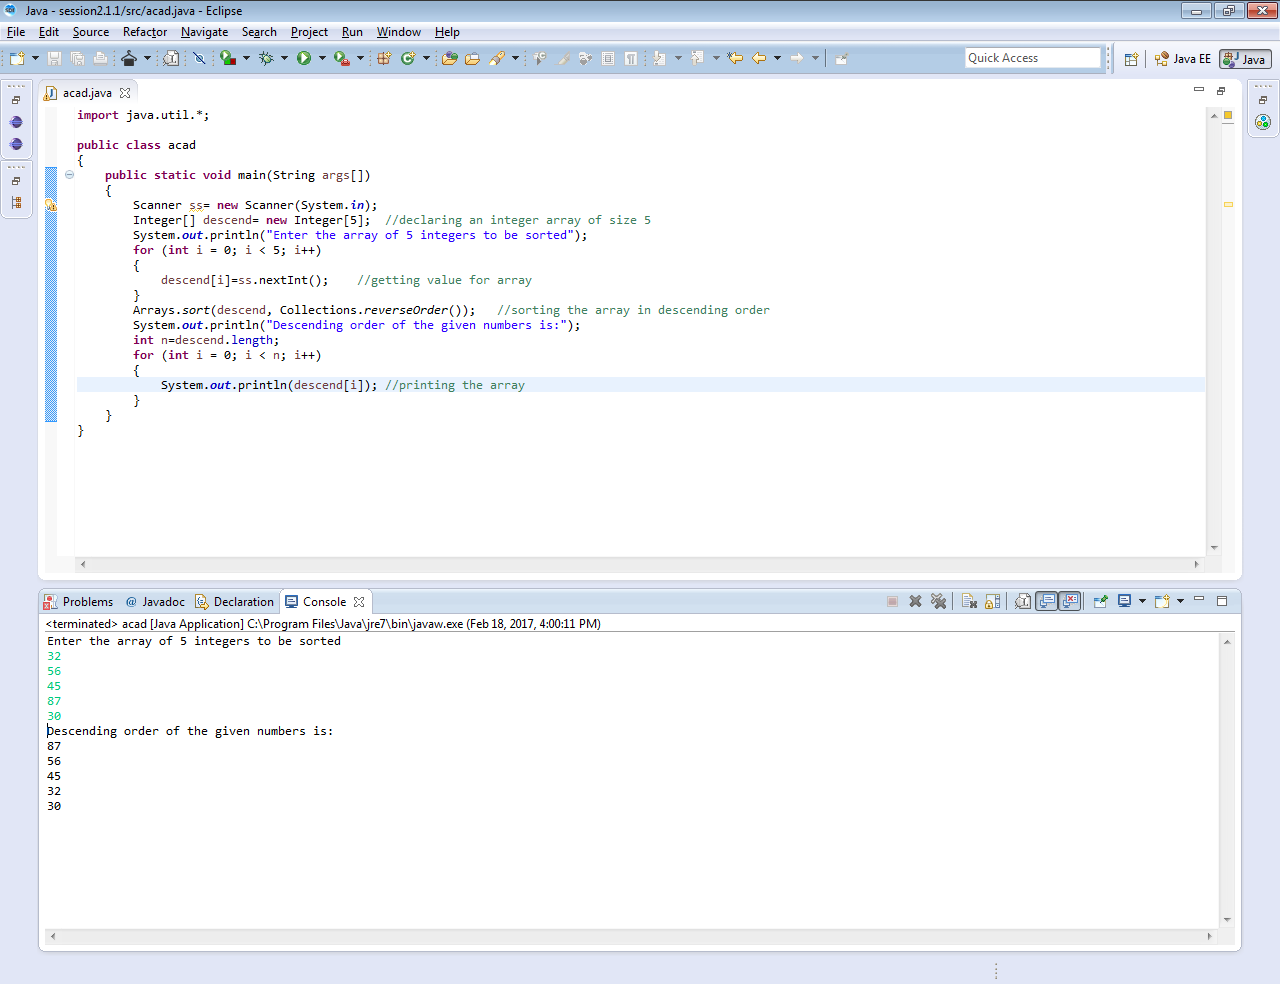 Java - session2.1.1/src/acad.java - Eclipse
File Edit Source Refactor Navigate Search Project Run Window Help
Quick Access Java EE Java
acad.java
import java.util.*;
public class acad
{
public static void main(String args[])
{
Scanner ss= new Scanner(System.in);
Integer[] descend= new Integer[5]; //declaring an integer array of size 5
System.out.println("Enter the array of 5 integers to be sorted");
for (int i = 0; i < 5; i++)
{
descend[i]=ss.nextInt(); //getting value for array
}
Arrays.sort(descend, Collections.reverseOrder()); //sorting the array in descending order
System.out.println("Descending order of the given numbers is:");
int n=descend.length;
for (int i = 0; i < n; i++)
{
System.out.println(descend[i]); //printing the array
}
}
}
Problems @ Javadoc Declaration Console
<terminated> acad [Java Application] C:\Program Files\Java\jre7\bin\javaw.exe (Feb 18, 2017, 4:00:11 PM)
Enter the array of 5 integers to be sorted
32
56
45
87
30
Descending order of the given numbers is:
87
56
45
32
30